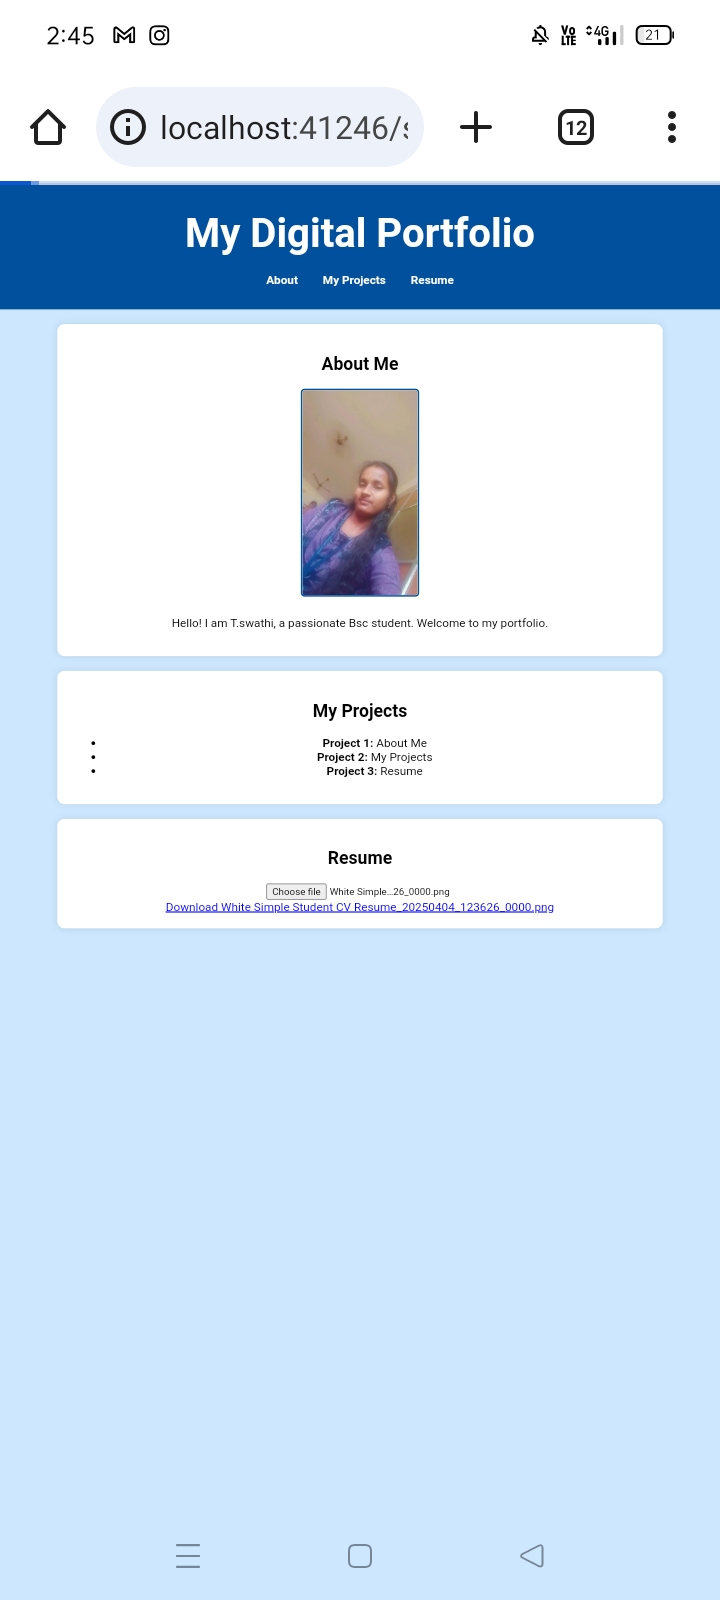 2:45 Vo LTE 4G 21
localhost:41246/
12
My Digital Portfolio
About My Projects Resume
About Me
Hello! I am T.swathi, a passionate Bsc student. Welcome to my portfolio.
My Projects
• Project 1: About Me
• Project 2: My Projects
• Project 3: Resume
Resume
Choose file White Simple...26_0000.png
Download White Simple Student CV Resume_20250404_123626_0000.png